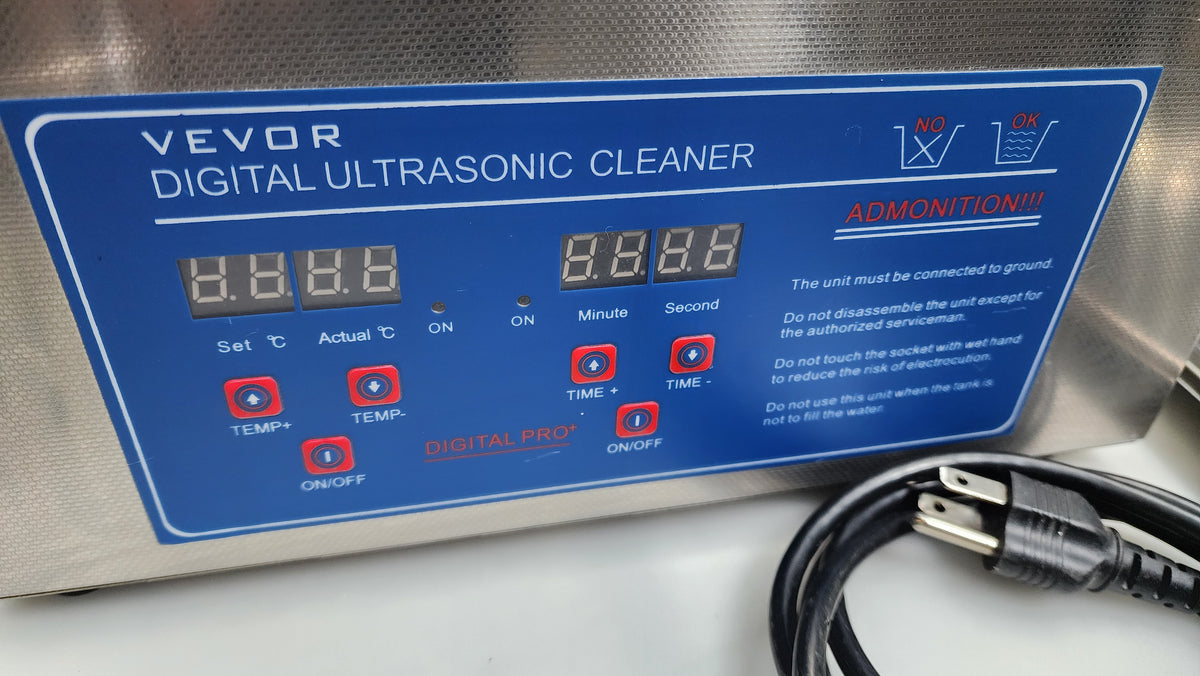 VEVOR
DIGITAL ULTRASONIC CLEANER
NO
OK
ADMONITION!!!
Set °C
Actual °C
ON
ON
Minute
Second
TEMP+
TEMP-
ON/OFF
TIME +
TIME -
ON/OFF
DIGITAL PRO+
The unit must be connected to ground.
Do not disassemble the unit except for
the authorized serviceman.
Do not touch the socket with wet hand
to reduce the risk of electrocution.
Do not use this unit when the tank is
not to fill the water.